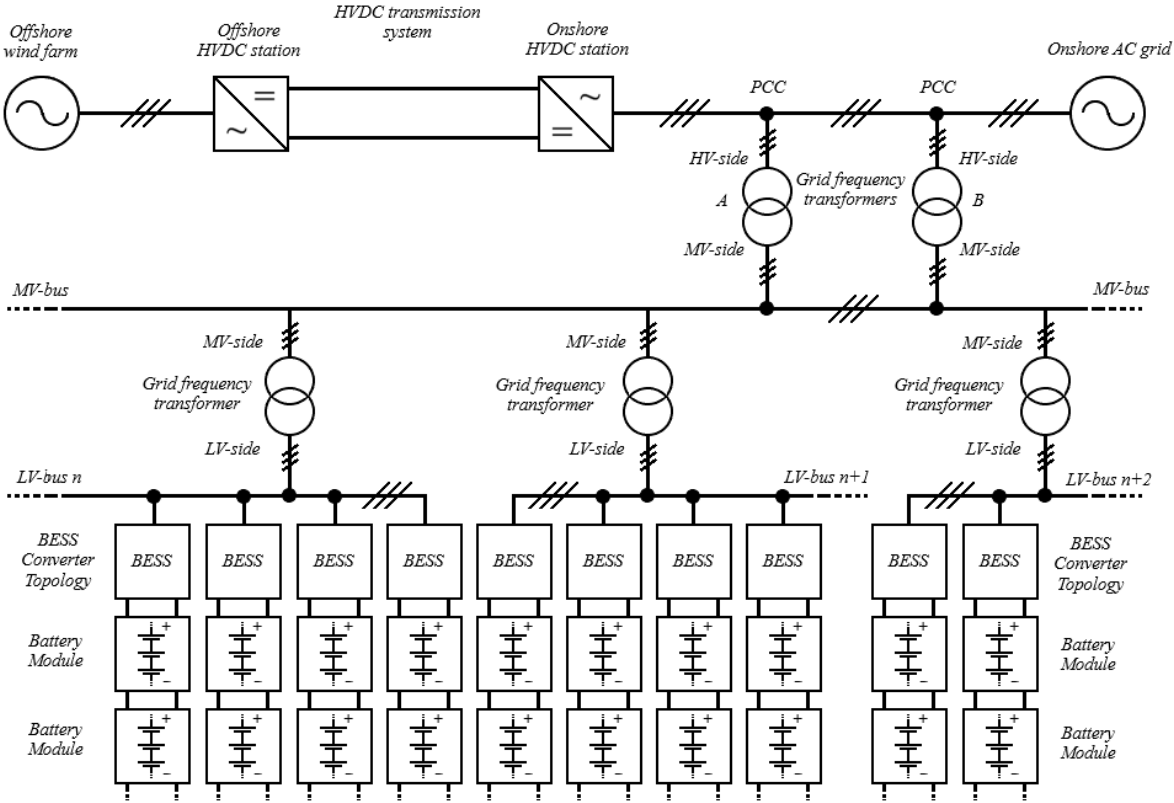 Offshore
wind farm
Offshore
HVDC station
HVDC transmission
system
Onshore
HVDC station
PCC
PCC
Onshore AC grid
HV-side
HV-side
A
Grid frequency
transformers
B
MV-side
MV-side
MV-bus
MV-bus
MV-side
MV-side
MV-side
Grid frequency
transformer
Grid frequency
transformer
Grid frequency
transformer
LV-side
LV-side
LV-side
LV-bus n
LV-bus n+1
LV-bus n+2
BESS
Converter
Topology
BESS
BESS
BESS
BESS
BESS
BESS
BESS
BESS
BESS
BESS
BESS
Converter
Topology
Battery
Module
Battery
Module
Battery
Module
Battery
Module